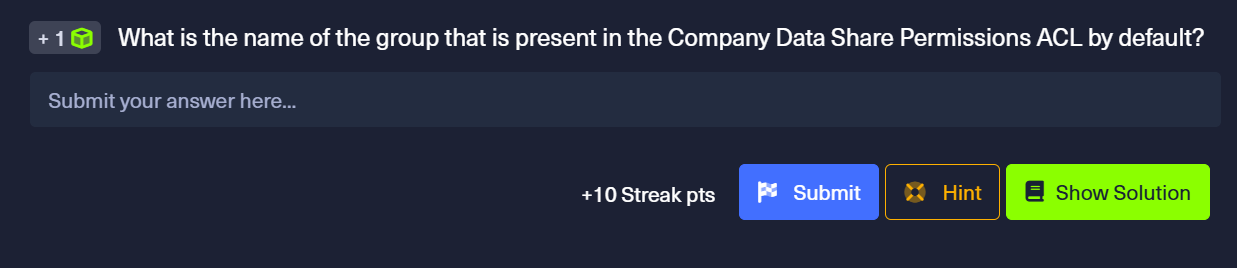 + 1 What is the name of the group that is present in the Company Data Share Permissions ACL by default?
Submit your answer here...
+10 Streak pts Submit Hint Show Solution